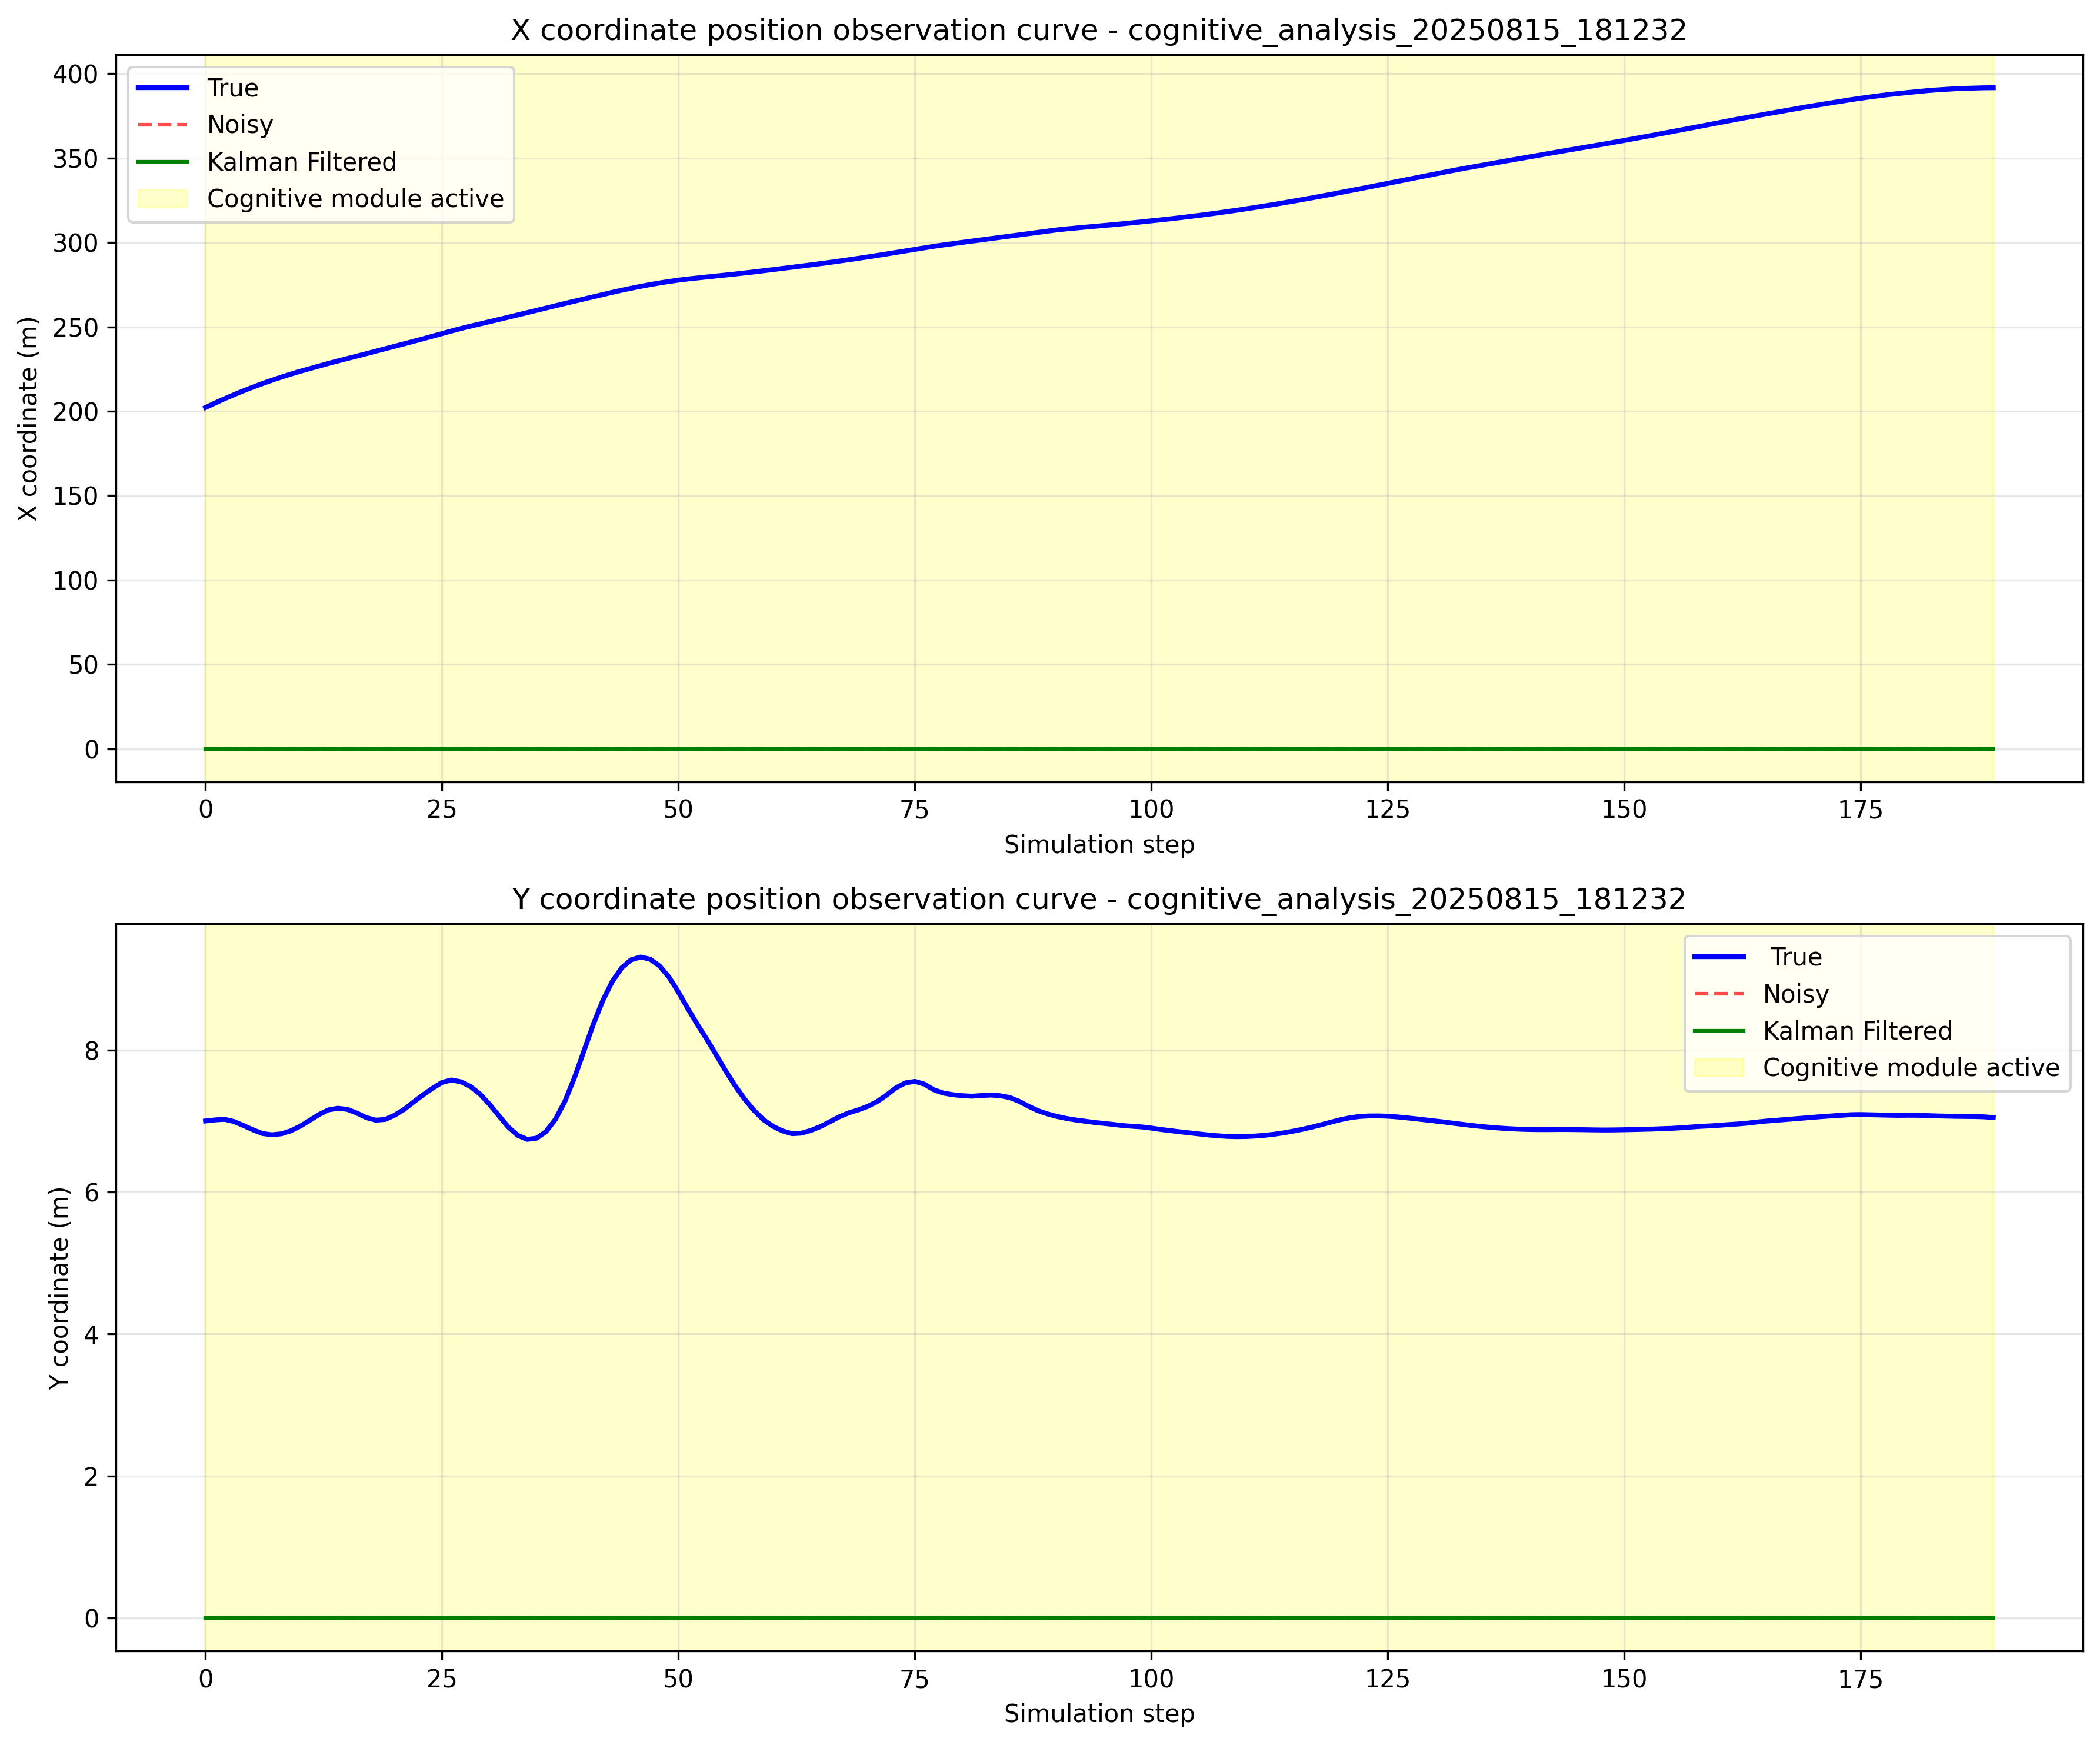 X coordinate position observation curve - cognitive_analysis_20250815_181232
400
350
300
250
200
150
100
50
0
X coordinate (m)
True
Noisy
Kalman Filtered
Cognitive module active
0 25 50 75 100 125 150 175
Simulation step
Y coordinate position observation curve - cognitive_analysis_20250815_181232
8
6
4
2
0
Y coordinate (m)
True
Noisy
Kalman Filtered
Cognitive module active
0 25 50 75 100 125 150 175
Simulation step